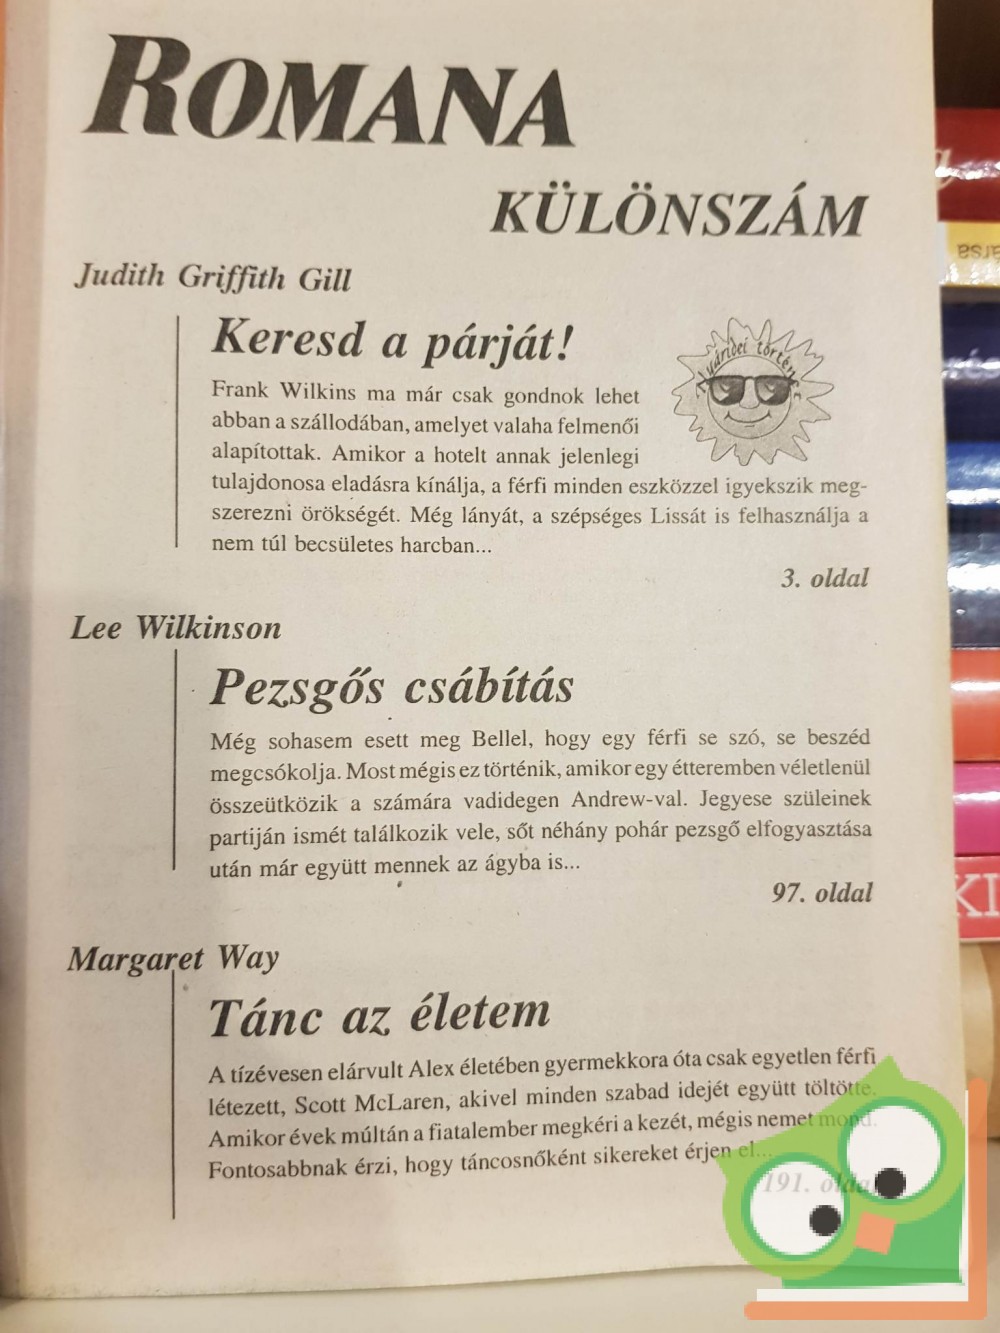 ROMANA
KÜLÖNSZÁM
Judith Griffith Gill
Keresd a párját!
Nyáridei történet
Frank Wilkins ma már csak gondnok lehet
abban a szállodában, amelyet valaha felmenői
alapítottak. Amikor a hotelt annak jelenlegi
tulajdonosa eladásra kínálja, a férfi minden eszközzel igyekszik meg-
szerezni örökségét. Még lányát, a szépséges Lissát is felhasználja a
nem túl becsületes harcban...
3. oldal
Lee Wilkinson
Pezsgős csábítás
Még sohasem esett meg Bellel, hogy egy férfi se szó, se beszéd
megcsókolja. Most mégis ez történik, amikor egy étteremben véletlenül
összeütközik a számára vadidegen Andrew-val. Jegyese szüleinek
partiján ismét találkozik vele, sőt néhány pohár pezsgő elfogyasztása
után már együtt mennek az ágyba is...
97. oldal
Margaret Way
Tánc az életem
A tízévesen elárvult Alex életében gyermekkora óta csak egyetlen férfi
létezett, Scott McLaren, akivel minden szabad idejét együtt töltötte.
Amikor évek múltán a fiatalember megkéri a kezét, mégis nemet mond.
Fontosabbnak érzi, hogy táncosnőként sikereket érjen el...
191. oldal
KI